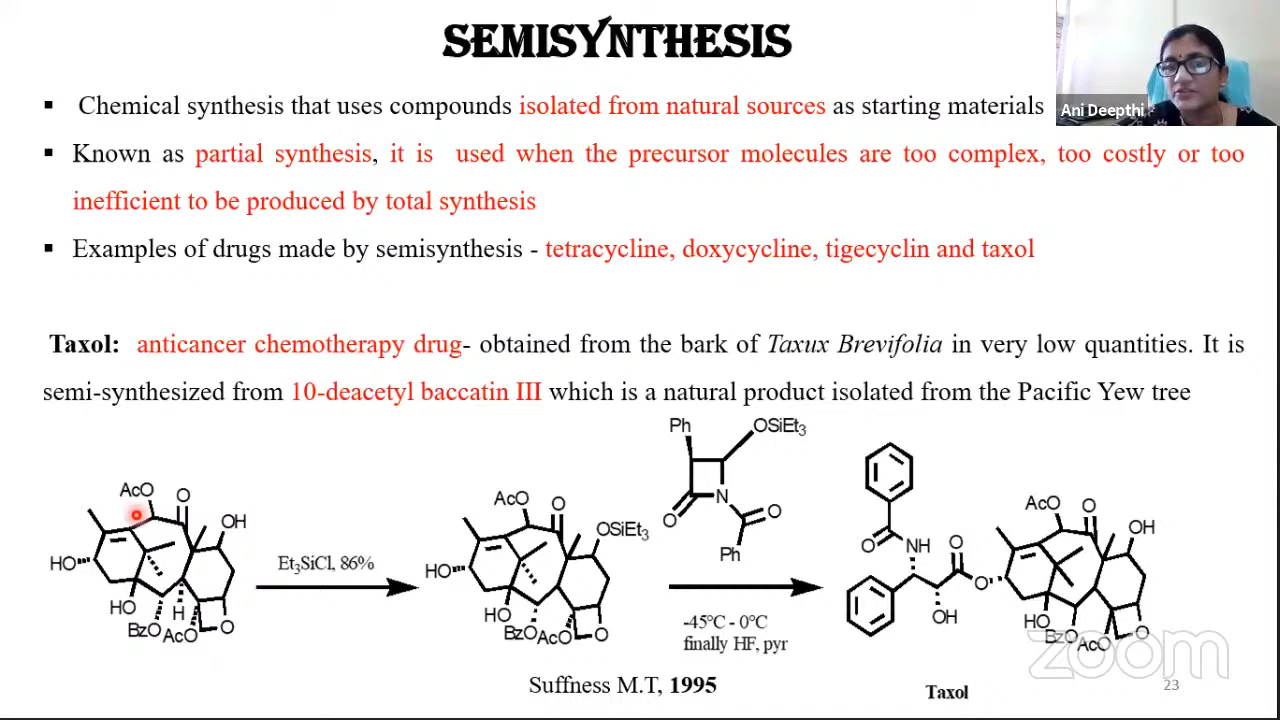 SEMISYNTHESIS
Ani Deepthi
▪ Chemical synthesis that uses compounds isolated from natural sources as starting materials
▪ Known as partial synthesis, it is used when the precursor molecules are too complex, too costly or too
inefficient to be produced by total synthesis
▪ Examples of drugs made by semisynthesis - tetracycline, doxycycline, tigecyclin and taxol
Taxol: anticancer chemotherapy drug- obtained from the bark of Taxux Brevifolia in very low quantities. It is
semi-synthesized from 10-deacetyl baccatin III which is a natural product isolated from the Pacific Yew tree
AcO
O
OH
HO
HO
H
BzO
AcO
O
Et₃SiCl, 86%
AcO
O
OSiEt₃
HO
HO
BzO
AcO
O
Ph
OSiEt₃
N
O
O
Ph
-45°C - 0°C
finally HF, pyr
O
NH
O
OH
O
AcO
O
OH
HO
BzO
AcO
O
Taxol
Suffness M.T, 1995
zoom
23